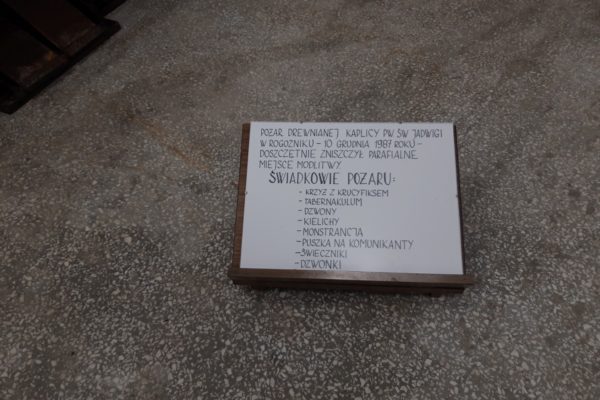 POŻAR DREWNIANEJ KAPLICY PW ŚW JADWIGI
W ROGOŹNIKU - 10 GRUDNIA 1987 ROKU -
DOSZCZĘTNIE ZNISZCZYŁ PARAFIALNE
MIEJSCE MODLITWY.
ŚWIADKOWIE POŻARU:
- KRZYŻ Z KRUCYFIKSEM
- TABERNAKULUM
- DZWONY
- KIELICHY
- MONSTRANCJA
- PUSZKA NA KOMUNIKANTY
- ŚWIECZNIKI
- DZWONKI